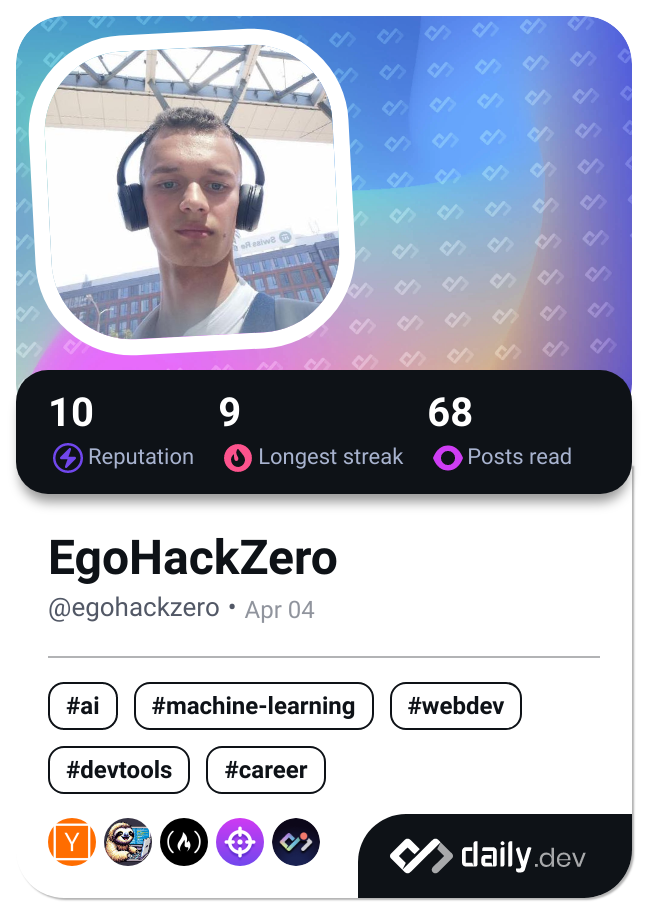 10
9
68
Reputation
Longest streak
Posts read
EgoHackZero
@egohackzero • Apr 04
#ai
#machine-learning
#webdev
#devtools
#career
Y
daily.dev